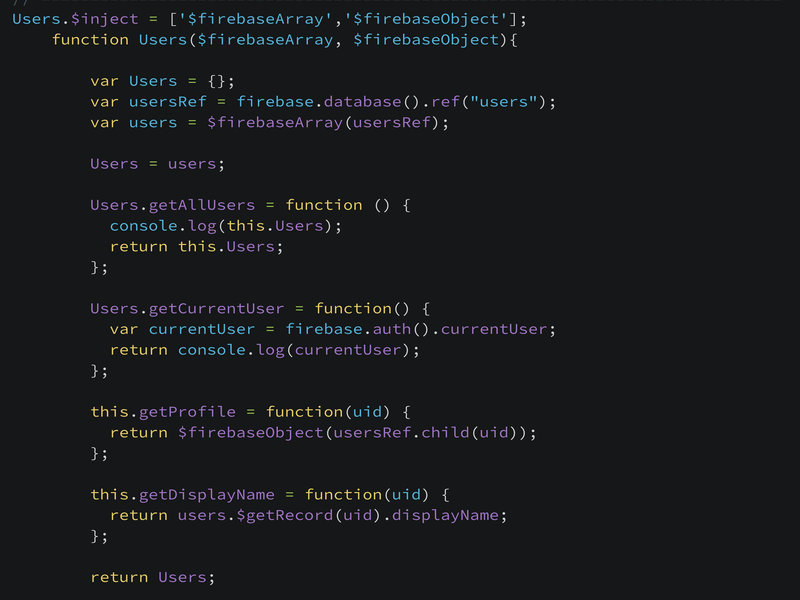 Users.$inject = ['$firebaseArray','$firebaseObject'];
function Users($firebaseArray, $firebaseObject){
var Users = {};
var usersRef = firebase.database().ref("users");
var users = $firebaseArray(usersRef);
Users = users;
Users.getAllUsers = function () {
console.log(this.Users);
return this.Users;
};
Users.getCurrentUser = function() {
var currentUser = firebase.auth().currentUser;
return console.log(currentUser);
};
this.getProfile = function(uid) {
return $firebaseObject(usersRef.child(uid));
};
this.getDisplayName = function(uid) {
return users.$getRecord(uid).displayName;
};
return Users;